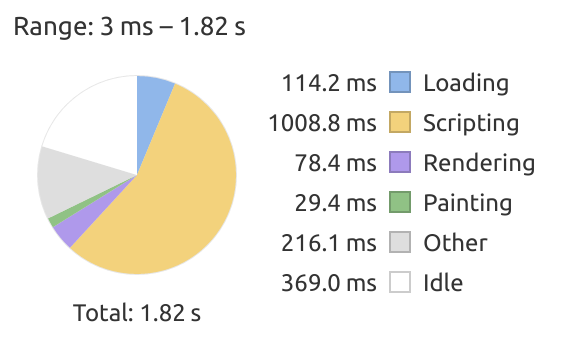 Range: 3 ms – 1.82 s
114.2 ms Loading
1008.8 ms Scripting
78.4 ms Rendering
29.4 ms Painting
216.1 ms Other
369.0 ms Idle
Total: 1.82 s